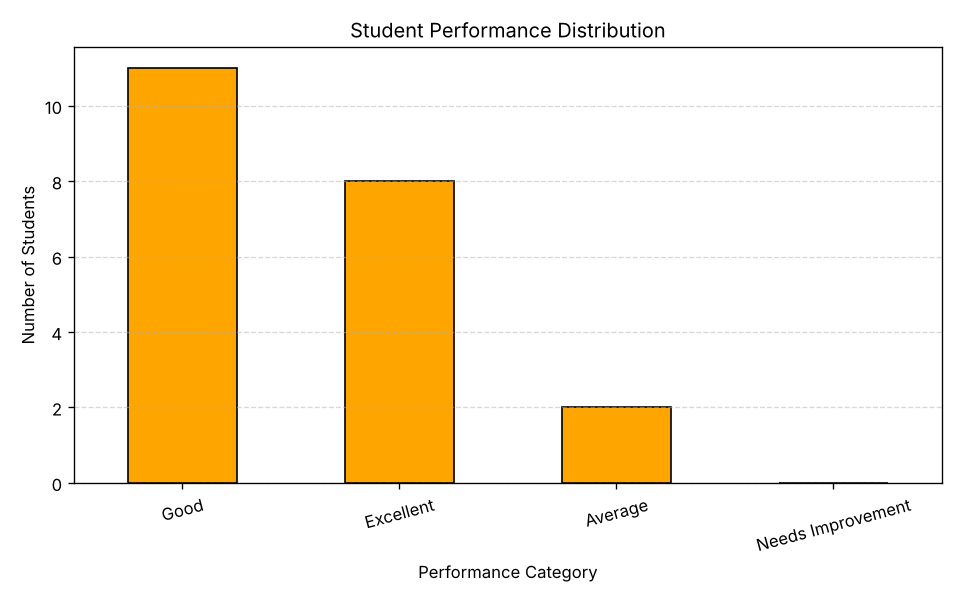 Student Performance Distribution
Number of Students
10
8
6
4
2
0
Good
Excellent
Average
Needs Improvement
Performance Category